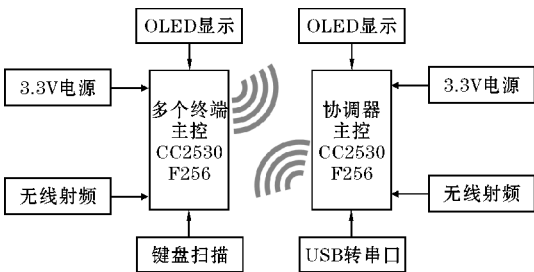 OLED显示
OLED显示
3.3V电源
多个终端
主控
CC2530
F256
协调器
主控
CC2530
F256
3.3V电源
无线射频
无线射频
键盘扫描
USB转串口